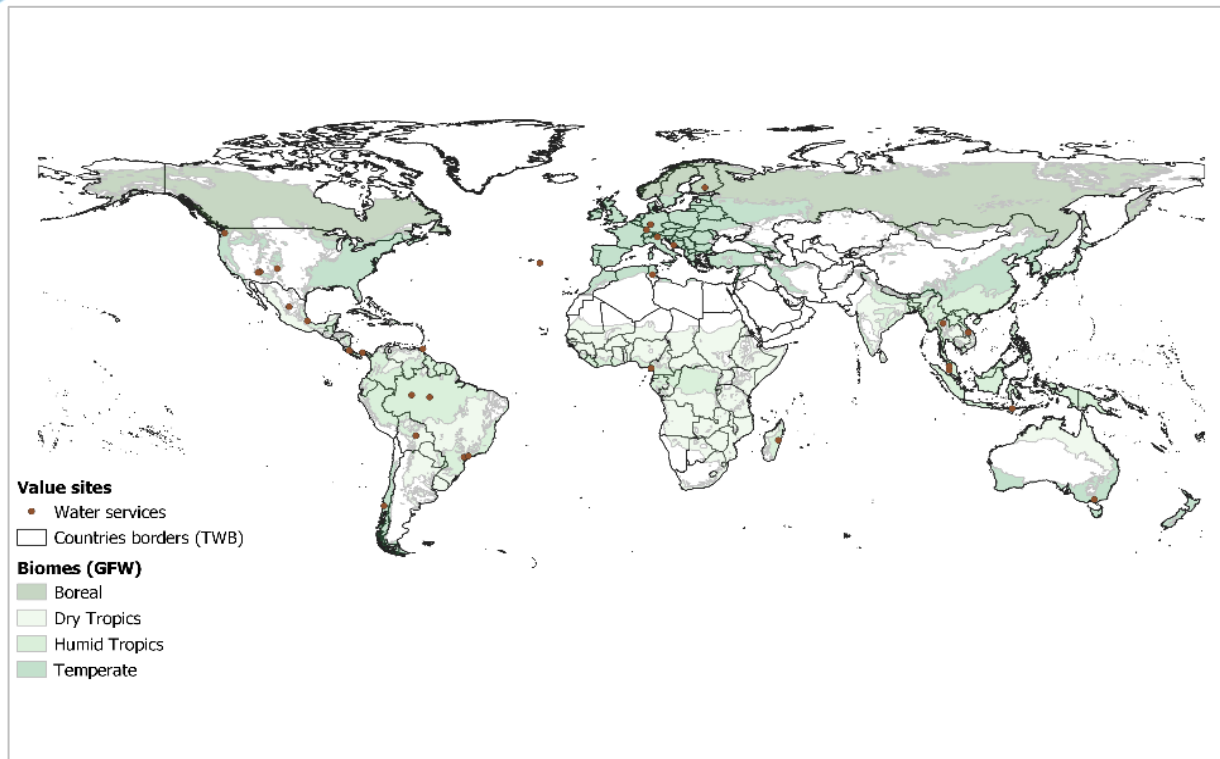 Value sites
Water services
Countries borders (TWB)
Biomes (GFW)
Boreal
Dry Tropics
Humid Tropics
Temperate